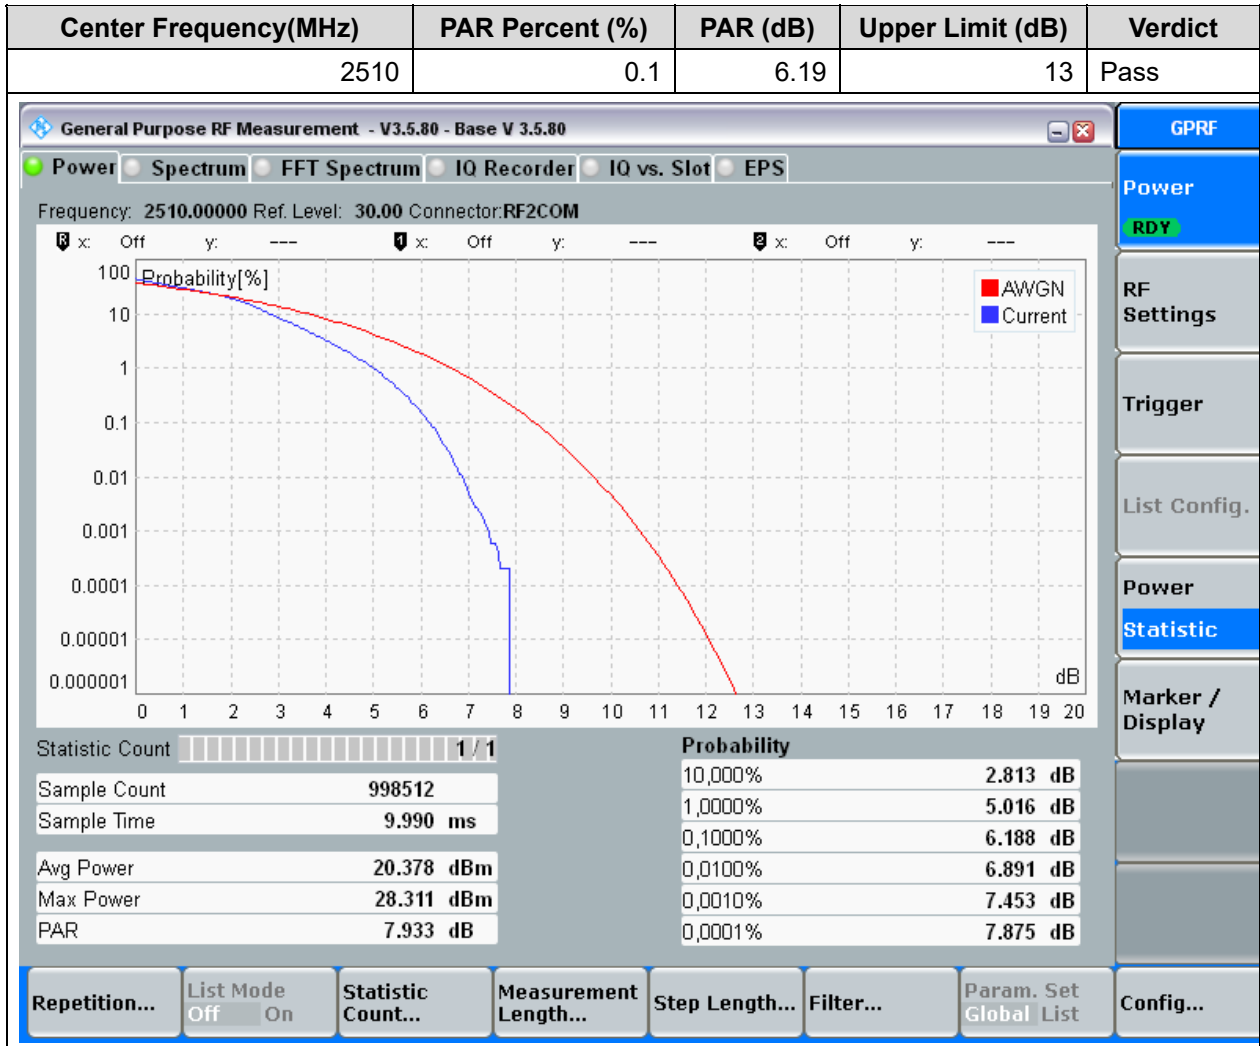 Center Frequency(MHz) PAR Percent (%) PAR (dB) Upper Limit (dB) Verdict
2510 0.1 6.19 13 Pass
General Purpose RF Measurement - V3.5.80 - Base V 3.5.80
GPRF
Power Spectrum FFT Spectrum IQ Recorder IQ vs. Slot EPS
Frequency: 2510.00000 Ref. Level: 30.00 Connector:RF2COM
R x: Off y: --- 1 x: Off y: --- 2 x: Off y: ---
Probability[%]
AWGN
Current
100
10
1
0.1
0.01
0.001
0.0001
0.00001
0.000001
dB
0 1 2 3 4 5 6 7 8 9 10 11 12 13 14 15 16 17 18 19 20
Statistic Count 1 / 1
Sample Count 998512
Sample Time 9.990 ms
Avg Power 20.378 dBm
Max Power 28.311 dBm
PAR 7.933 dB
Probability
10,000% 2.813 dB
1,0000% 5.016 dB
0,1000% 6.188 dB
0,0100% 6.891 dB
0,0010% 7.453 dB
0,0001% 7.875 dB
Power
RDY
RF
Settings
Trigger
List Config.
Power
Statistic
Marker /
Display
Repetition...
List Mode
Off On
Statistic
Count...
Measurement
Length...
Step Length...
Filter...
Param. Set
Global List
Config...